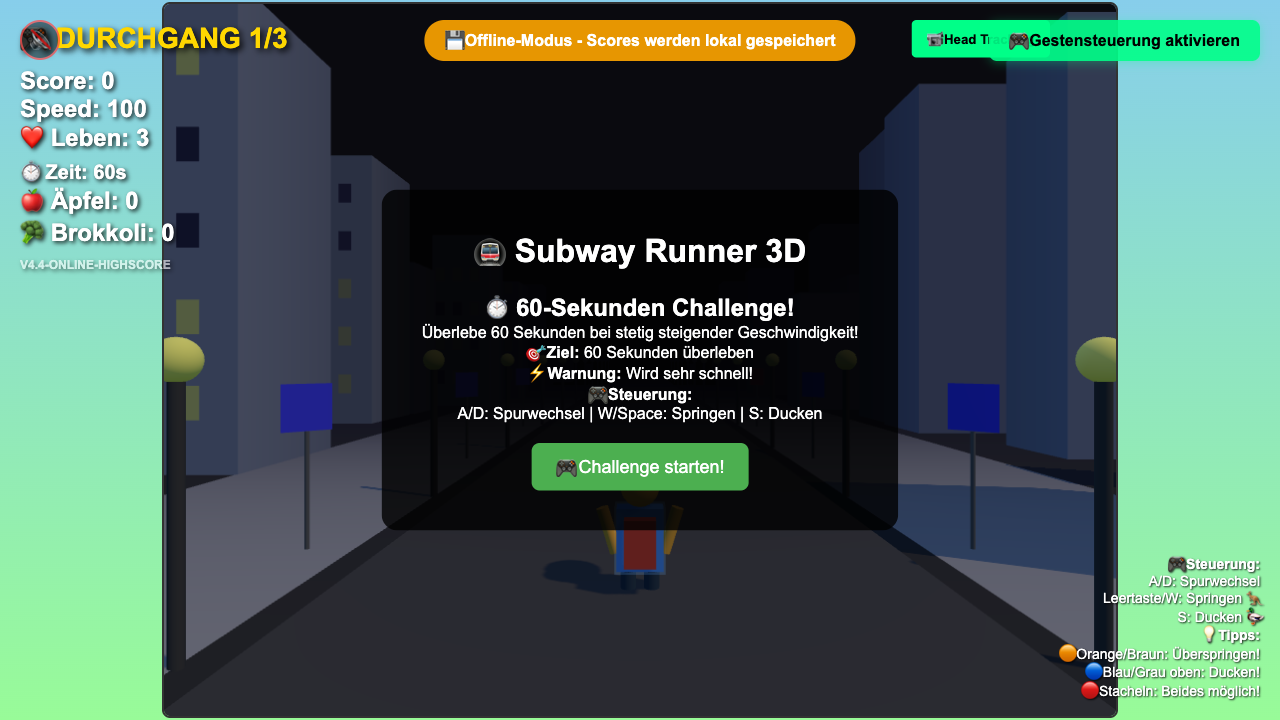 DURCHGANG 1/3
Score: 0
Speed: 100
❤️ Leben: 3
⏱️ Zeit: 60s
🍎 Äpfel: 0
🥦 Brokkoli: 0
V4.4-ONLINE-HIGHSCORE
💾Offline-Modus - Scores werden lokal gespeichert
Head
🎮Gestensteuerung aktivieren
🚇 Subway Runner 3D
⏱️ 60-Sekunden Challenge!
Überlebe 60 Sekunden bei stetig steigender Geschwindigkeit!
🎯Ziel: 60 Sekunden überleben
⚡Warnung: Wird sehr schnell!
🎮Steuerung:
A/D: Spurwechsel | W/Space: Springen | S: Ducken
🎮Challenge starten!
🎮Steuerung:
A/D: Spurwechsel
Leertaste/W: Springen 🦘
S: Ducken 🦆
💡Tipps:
🟠Orange/Braun: Überspringen!
🔵Blau/Grau oben: Ducken!
🔴Stacheln: Beides möglich!